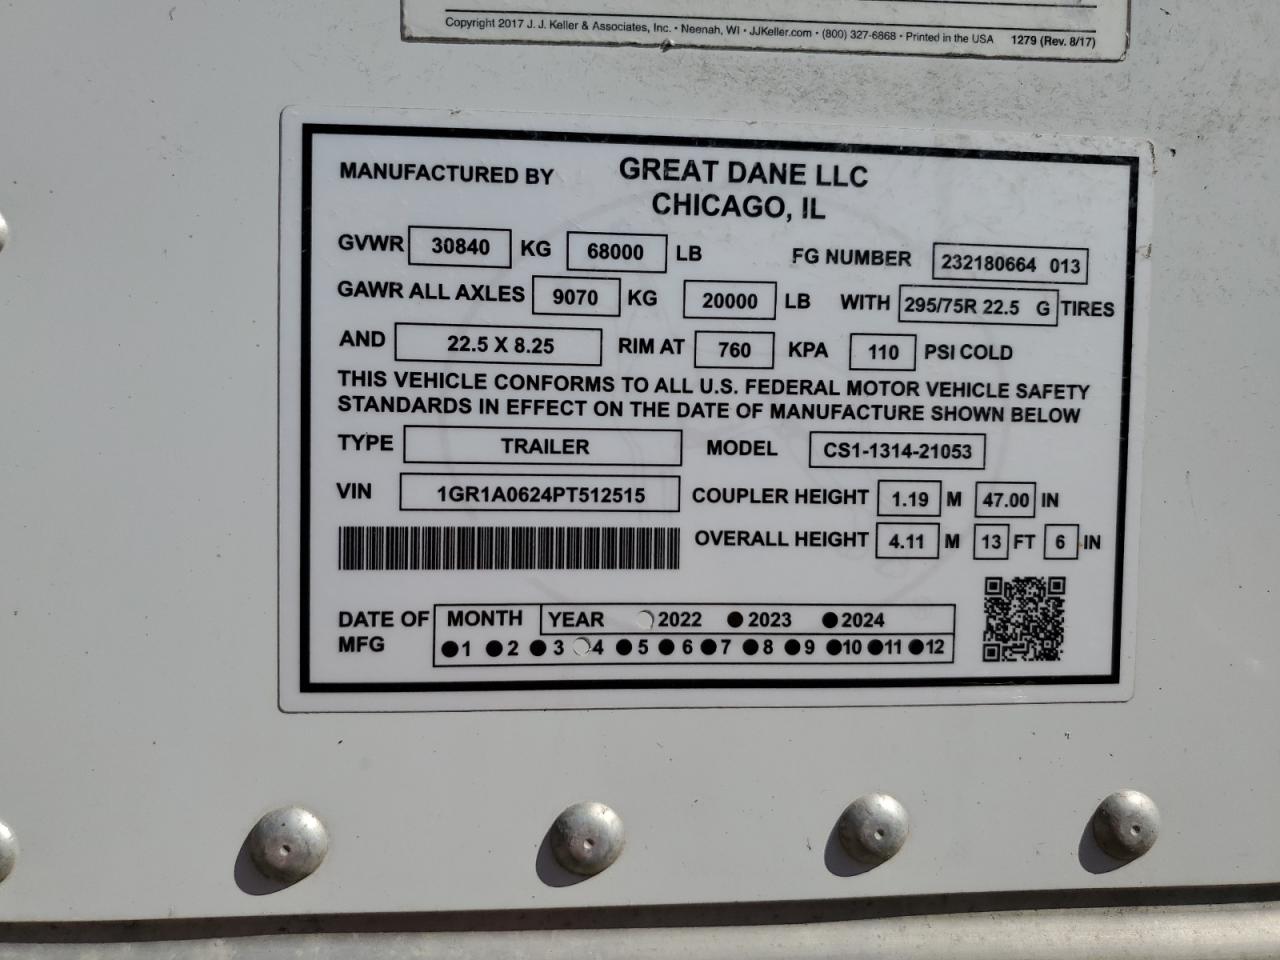 Copyright 2017 J. J. Keller & Associates, Inc. • Neenah, WI • JJKeller.com • (800) 327-6868 • Printed in the USA 1279 (Rev. 8/17)
MANUFACTURED BY GREAT DANE LLC
CHICAGO, IL
GVWR 30840 KG 68000 LB FG NUMBER 232180664 013
GAWR ALL AXLES 9070 KG 20000 LB WITH 295/75R 22.5 G TIRES
AND 22.5 X 8.25 RIM AT 760 KPA 110 PSI COLD
THIS VEHICLE CONFORMS TO ALL U.S. FEDERAL MOTOR VEHICLE SAFETY
STANDARDS IN EFFECT ON THE DATE OF MANUFACTURE SHOWN BELOW
TYPE TRAILER MODEL CS1-1314-21053
VIN 1GR1A0624PT512515 COUPLER HEIGHT 1.19 M 47.00 IN
OVERALL HEIGHT 4.11 M 13 FT 6 IN
DATE OF MFG MONTH YEAR 2022 2023 2024
1 2 3 4 5 6 7 8 9 10 11 12